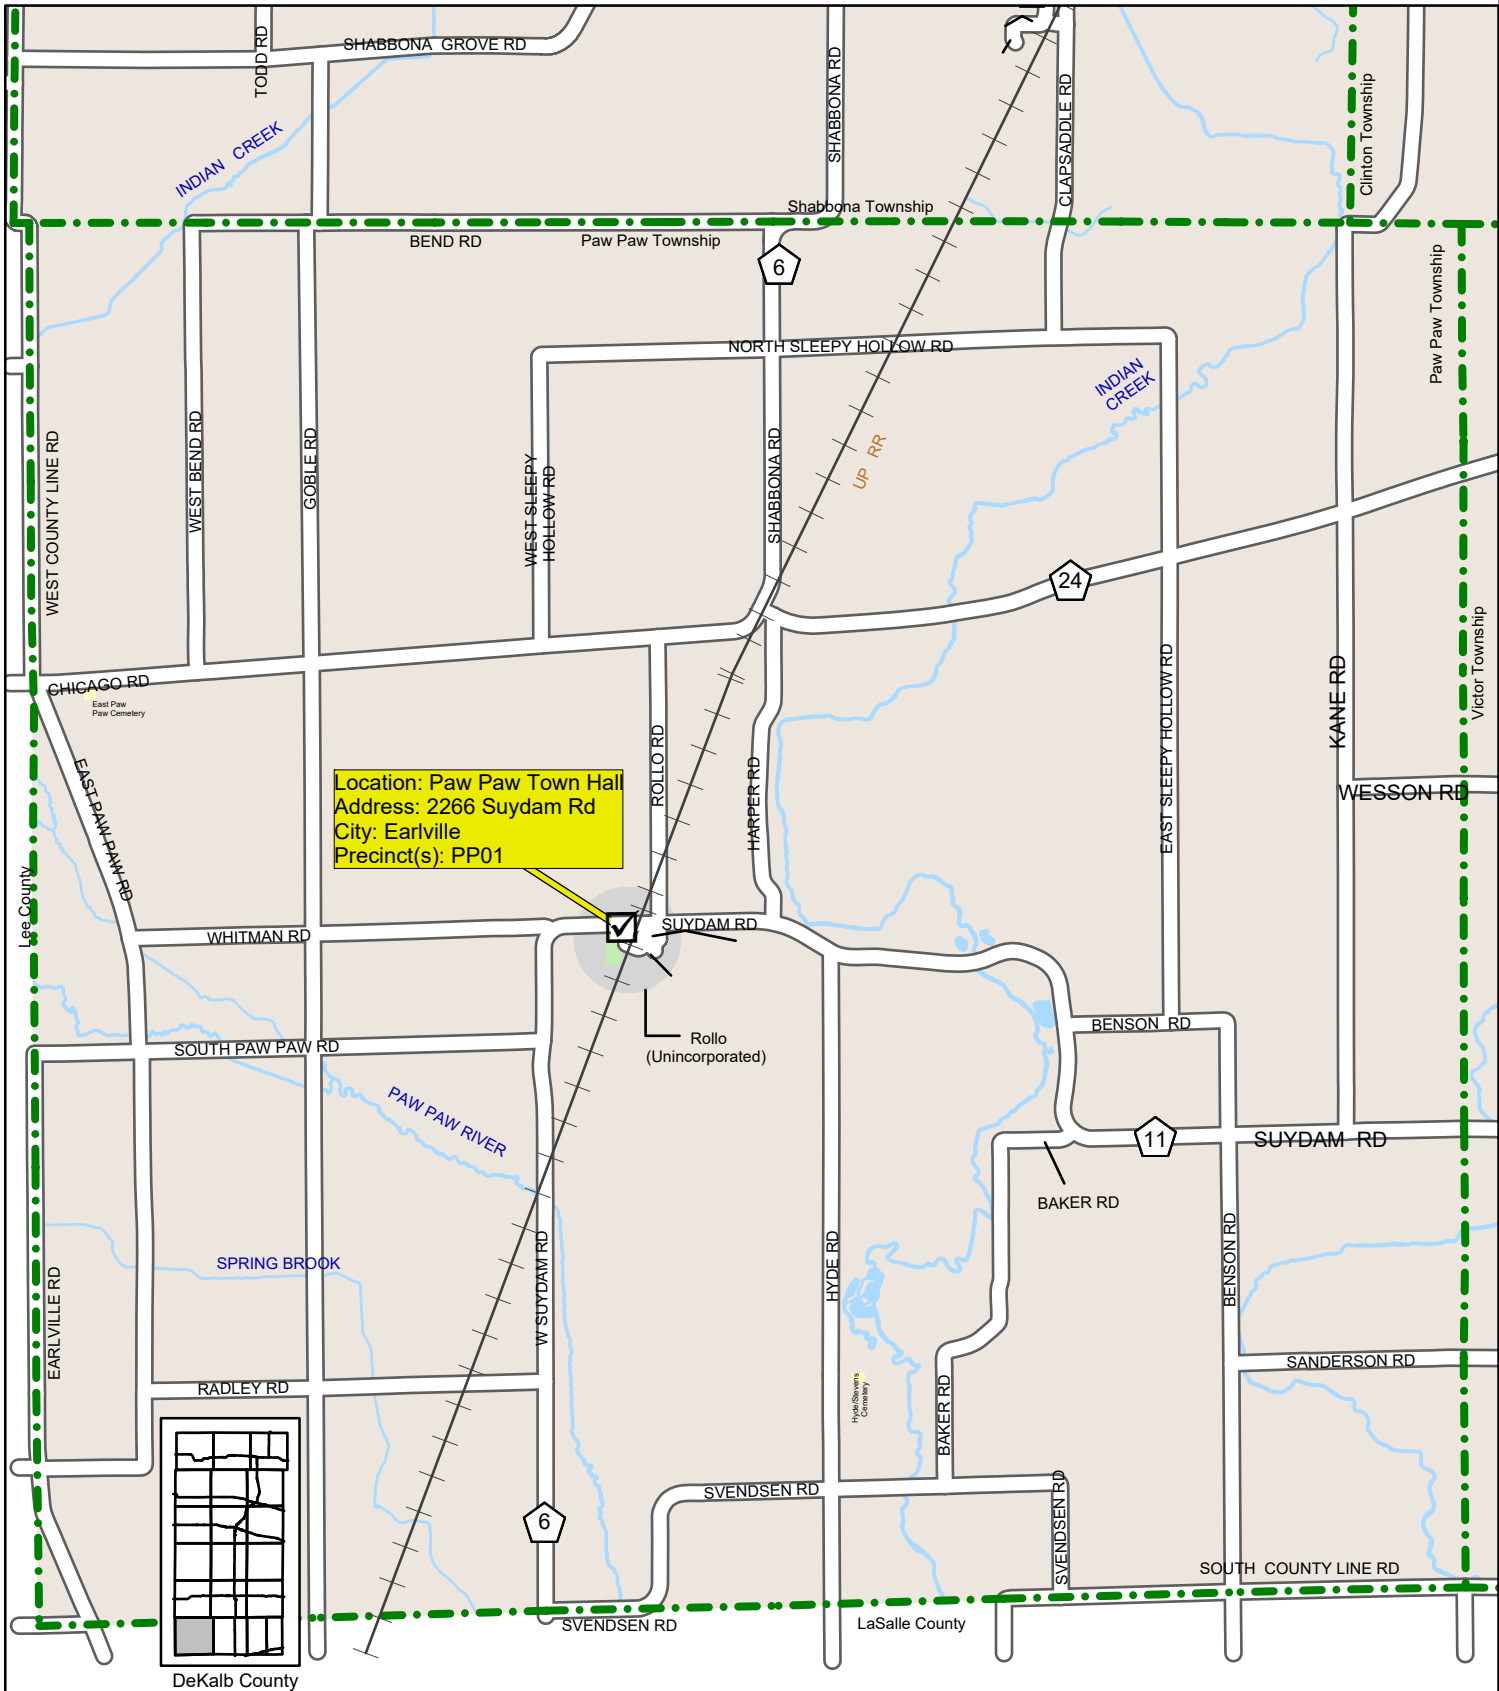 SHABBONA GROVE RD
TODD RD
SHABBONA RD
CLAPSADDLE RD
Clinton Township
INDIAN CREEK
Shabbona Township
BEND RD
Paw Paw Township
6
Paw Paw Township
NORTH SLEEPY HOLLOW RD
INDIAN
CREEK
WEST COUNTY LINE RD
WEST BEND RD
GOBLE RD
WEST SLEEPY
HOLLOW RD
SHABBONA RD
UP RR
24
CHICAGO RD
East Paw
Paw Cemetery
EAST PAW PAW RD
ROLLO RD
HARPER RD
EAST SLEEPY HOLLOW RD
KANE RD
Victor Township
WESSON RD
Location: Paw Paw Town Hall
Address: 2266 Suydam Rd
City: Earlville
Precinct(s): PP01
Lee County
WHITMAN RD
SUYDAM RD
Rollo
(Unincorporated)
BENSON RD
SOUTH PAW PAW RD
PAW PAW RIVER
11
SUYDAM RD
BAKER RD
SPRING BROOK
EARLVILLE RD
W SUYDAM RD
HYDE RD
BENSON RD
SANDERSON RD
RADLEY RD
Hyde/Stevens
Cemetery
BAKER RD
SVENDSEN RD
6
SVENDSEN RD
SOUTH COUNTY LINE RD
SVENDSEN RD
LaSalle County
DeKalb County